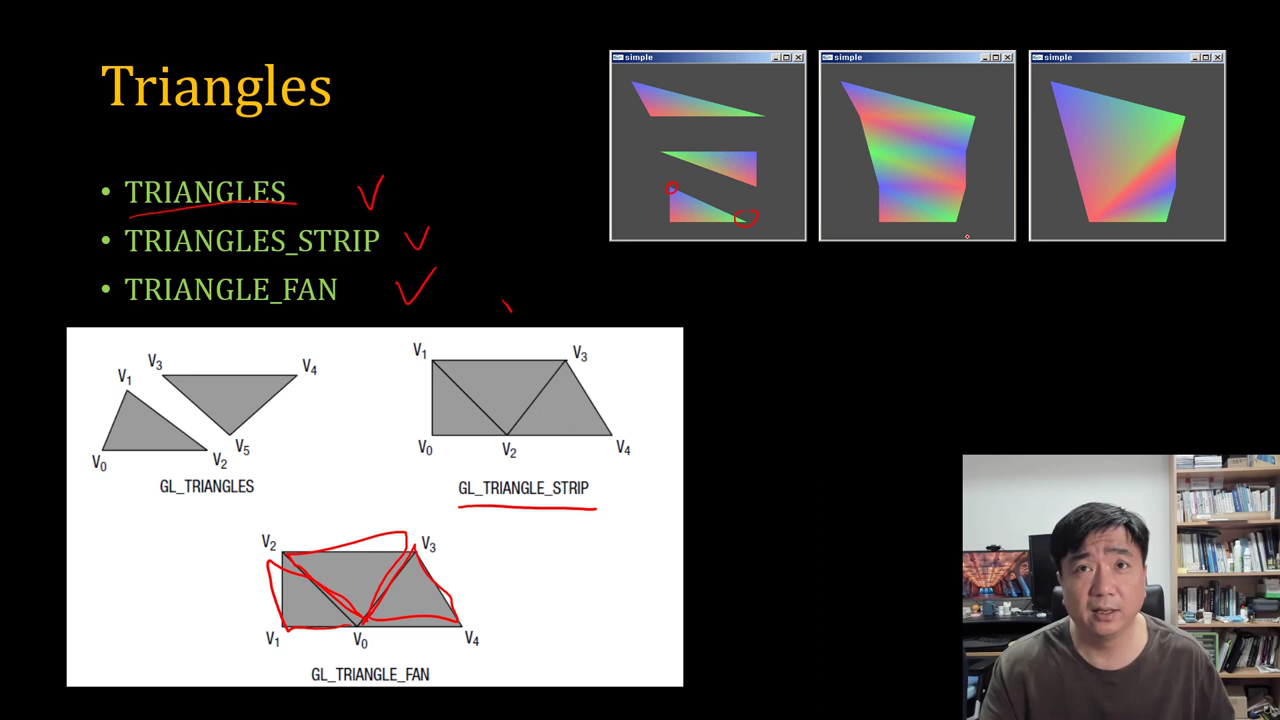 Triangles
• TRIANGLES
• TRIANGLES_STRIP
• TRIANGLE_FAN
simple
simple
simple
V3
V4
V1
V0
V2
V5
GL_TRIANGLES
V1
V3
V0
V2
V4
GL_TRIANGLE_STRIP
V2
V3
V1
V0
V4
GL_TRIANGLE_FAN